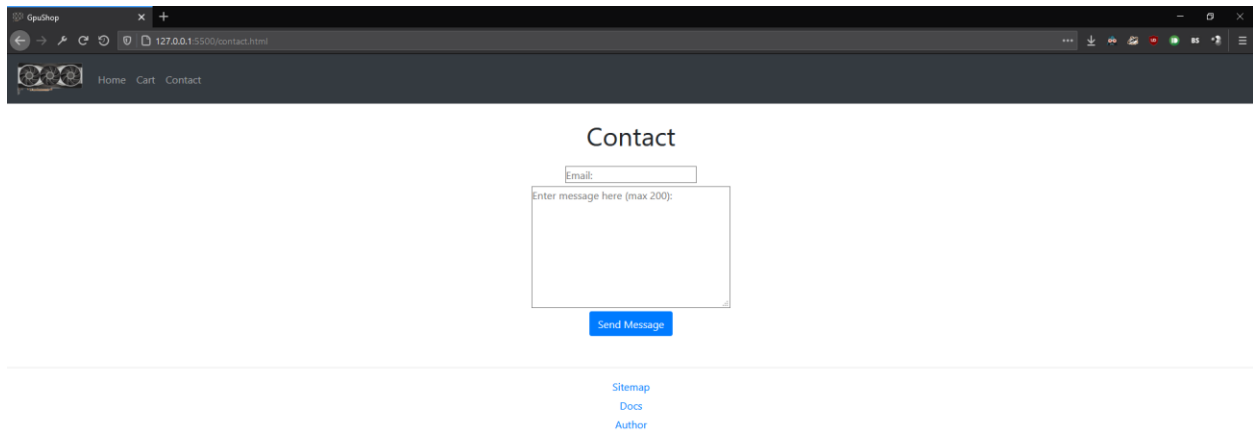 GpuShop
127.0.0.1:5500/contact.html
Home Cart Contact
Contact
Email:
Enter message here (max 200):
Send Message
Sitemap
Docs
Author